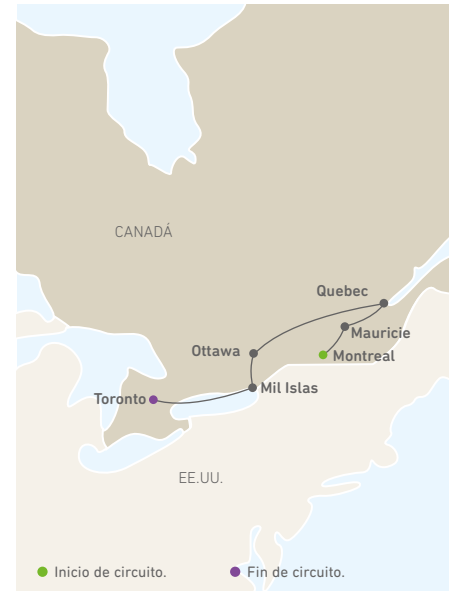 CANADÁ
Quebec
Mauricie
Ottawa
Montreal
Mil Islas
Toronto
EE.UU.
Inicio de circuito.
Fin de circuito.